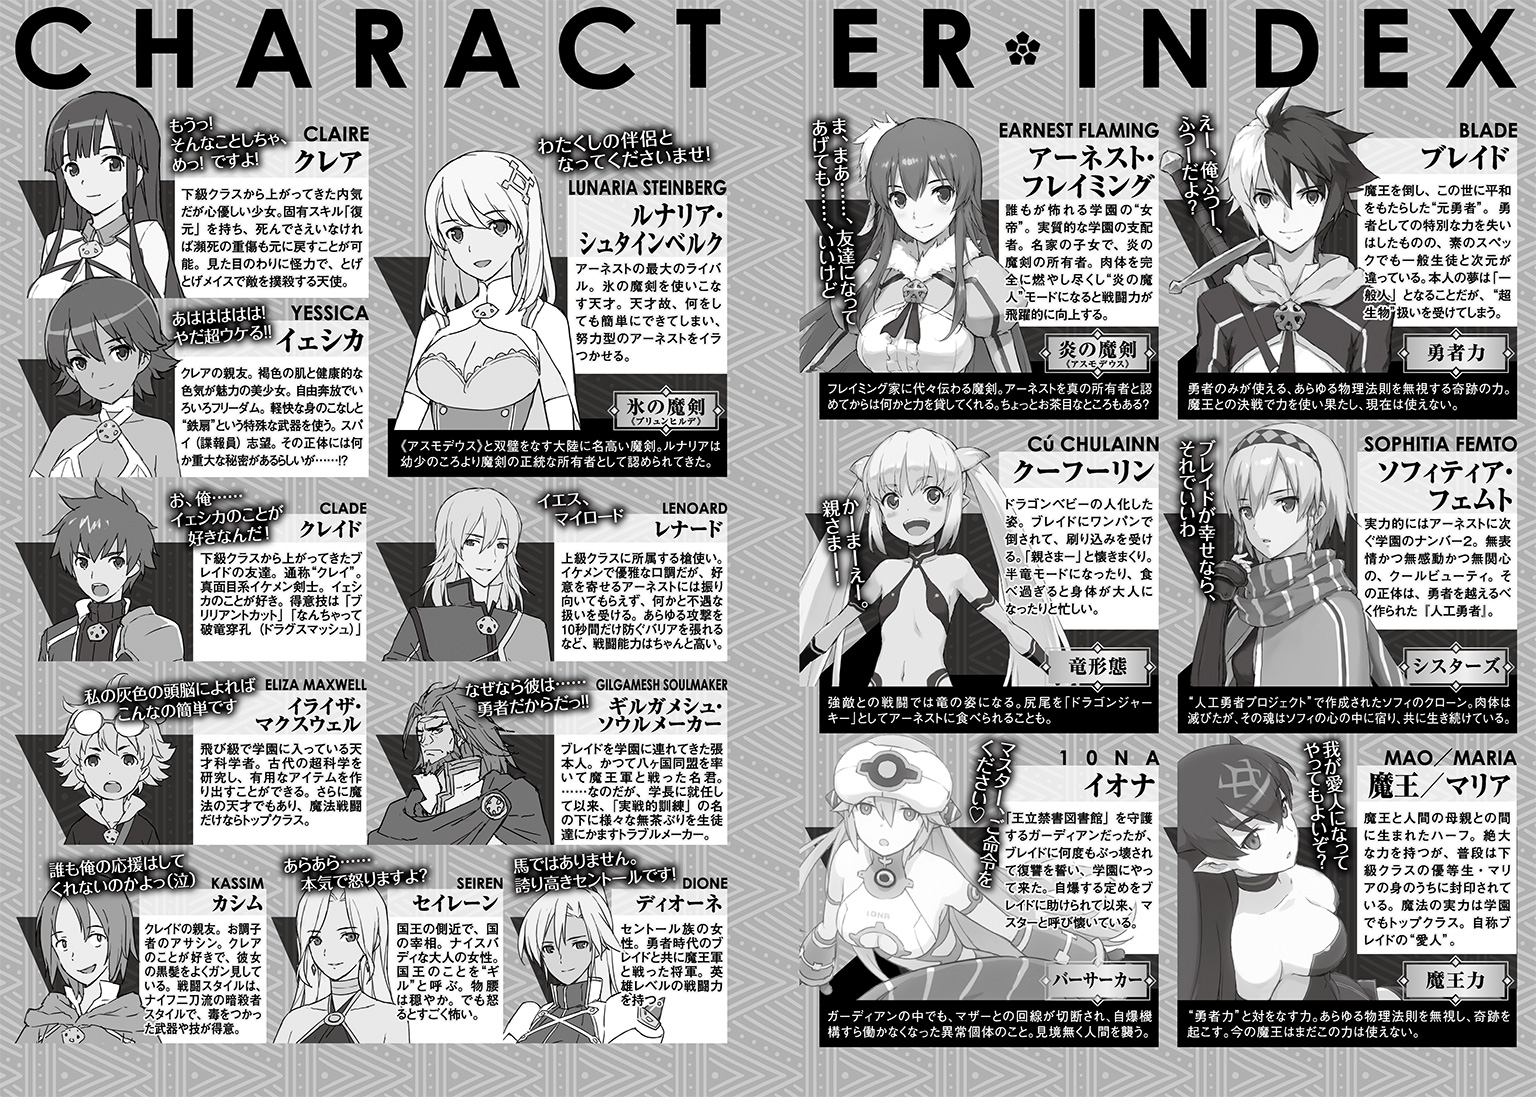 CHARACTER INDEX
BLADE
ブレイド
えー、俺ふつー、
ふつーだよ？
魔王を倒し、この世に平和
をもたらした“元勇者”。勇
者としての特別な力を失い
はしたものの、素のスペッ
クでも一般生徒と次元が
違っている。本人の夢は「一
般人」となることだが、“超
生物”扱いを受けてしまう。
勇者力
勇者のみが使える、あらゆる物理法則を無視する奇跡の力。
魔王との決戦で力を使い果たし、現在は使えない。
EARNEST FLAMING
アーネスト・
フレイミング
ま、まあ……、友達になって
あげても……、いいけど
誰もが怖れる学園の“女
帝”。実質的な学園の支配
者。名家の子女で、炎の
魔剣の所有者。肉体を完
全に燃やし尽くし“炎の魔
人”モードになると戦闘力が
飛躍的に向上する。
炎の魔剣
《アスモデウス》
フレイミング家に代々伝わる魔剣。アーネストを真の所有者と認
めてからは何かと力を貸してくれる。ちょっとお茶目なところもある？
SOPHITIA FEMTO
ソフィティア・
フェムト
ブレイドが幸せなら、
それでいいわ
実力的にはアーネストに次
ぐ学園のナンバー2。無表
情かつ無感動かつ無関心
の、クールビューティ。そ
の正体は、勇者を越えるべ
く作られた『人工勇者』。
シスターズ
“人工勇者プロジェクト”で作成されたソフィのクローン。肉体は
滅びたが、その魂はソフィの心の中に宿り、共に生き続けている。
CÚ CHULAINN
クーフーリン
かーまーえー。
親さまー！
ドラゴンベビーの人化した
姿。ブレイドにワンパンで
倒されて、刷り込みを受け
る。「親さまー」と懐きまくり。
半竜モードになったり、食
べ過ぎると身体が大人に
なったりと忙しい。
竜形態
強敵との戦闘では竜の姿になる。尻尾を「ドラゴンジャー
キー」としてアーネストに食べられることも。
MAO／MARIA
魔王／マリア
我が愛人になって
やってもよいぞ？
魔王と人間の母親との間
に生まれたハーフ。絶大
な力を持つが、普段は下
級クラスの優等生・マリ
アの身のうちに封印されて
いる。魔法の実力は学園
でもトップクラス。自称ブ
レイドの“愛人”。
魔王力
“勇者力”と対をなす力。あらゆる物理法則を無視し、奇跡を
起こす。今の魔王はまだこの力は使えない。
10NA
イオナ
マスター、ご命令を
ください♡
「王立禁書図書館」を守護
するガーディアンだったが、
ブレイドに何度もぶっ壊され
て復讐を誓い、学園にやっ
て来た。自爆する定めをブ
レイドに助けられて以来、マ
スターと呼び懐いている。
IONA
バーサーカー
ガーディアンの中でも、マザーとの回線が切断され、自爆機
構すら働かなくなった異常個体のこと。見境無く人間を襲う。
CLAIRE
クレア
もうっ！
そんなことしちゃ、
めっ！ですよ！
下級クラスから上がってきた内気
だが心優しい少女。固有スキル「復
元」を持ち、死んでさえいなけれ
ば瀕死の重傷も元に戻すことが可
能。見た目のわりに怪力で、とげ
とげメイスで敵を撲殺する天使。
LUNARIA STEINBERG
ルナリア・
シュタインベルク
わたくしの伴侶と
なってくださいませ！
アーネストの最大のライバ
ル。氷の魔剣を使いこな
す天才。天才故、何をし
ても簡単にできてしまい、
努力型のアーネストをイラ
つかせる。
氷の魔剣
《ブリュンヒルデ》
《アスモデウス》と双璧をなす大陸に名高い魔剣。ルナリアは
幼少のころより魔剣の正統な所有者として認められてきた。
YESSICA
イェシカ
あはははははは！
やだ超ウケる！！
クレアの親友。褐色の肌と健康的な
色気が魅力の美少女。自由奔放でい
ろいろフリーダム。軽快な身のこなしと
“鉄扇”という特殊な武器を使う。スパ
イ（諜報員）志望。その正体には何
か重大な秘密があるらしいが……!?
CLADE
クレイド
お、俺……
イェシカのことが
好きなんだ！
下級クラスから上がってきたブ
レイドの友達。通称“クレイ”。
真面目系イケメン剣士。イェシ
カのことが好き。得意技は「ブ
リリアントカット」「なんちゃって
破竜穿孔（ドラグスマッシュ）」
LENOARD
レナード
イエス、
マイロード
上級クラスに所属する槍使い。
イケメンで優雅な口調だが、好
意を寄せるアーネストには振り
向いてもらえず、何かと不遇な
扱いを受ける。あらゆる攻撃を
10秒間だけ防ぐバリアを張れる
など、戦闘能力はちゃんと高い。
ELIZA MAXWELL
イライザ・
マクスウェル
私の灰色の頭脳によれば
こんなの簡単です
飛び級で学園に入っている天
才科学者。古代の超科学を
研究し、有用なアイテムを作
り出すことができる。さらに魔
法の天才でもあり、魔法戦闘
だけならトップクラス。
GILGAMESH SOULMAKER
ギルガメシュ・
ソウルメーカー
なぜなら彼は……
勇者だからだっ!!
ブレイドを学園に連れてきた張
本人。かつて八ヶ国同盟を率
いて魔王軍と戦った名君。
……なのだが、学長に就任し
て以来、「実戦的訓練」の名
の下に様々な無茶ぶりを生徒
達にかますトラブルメーカー。
KASSIM
カシム
誰も俺の応援はして
くれないのかよっ（泣）
クレイドの親友。お調子
者のアサシン。クレア
のことが好きで、彼女
の黒髪をよくガン見して
いる。戦闘スタイルは、
ナイフ二刀流の暗殺者
スタイルで、毒をつかっ
た武器や技が得意。
SEIREN
セイレーン
あらあら……
本気で怒りますよ？
国王の側近で、国
の宰相。ナイスバ
ディな大人の女性。
国王のことを“ギ
ル”と呼ぶ。物腰
は穏やか。でも怒
るとすごく怖い。
DIONE
ディオーネ
馬ではありません。
誇り高きセントールです！
セントール族の女
性。勇者時代のブ
レイドと共に魔王軍
と戦った将軍。英
雄レベルの戦闘力
を持つ。